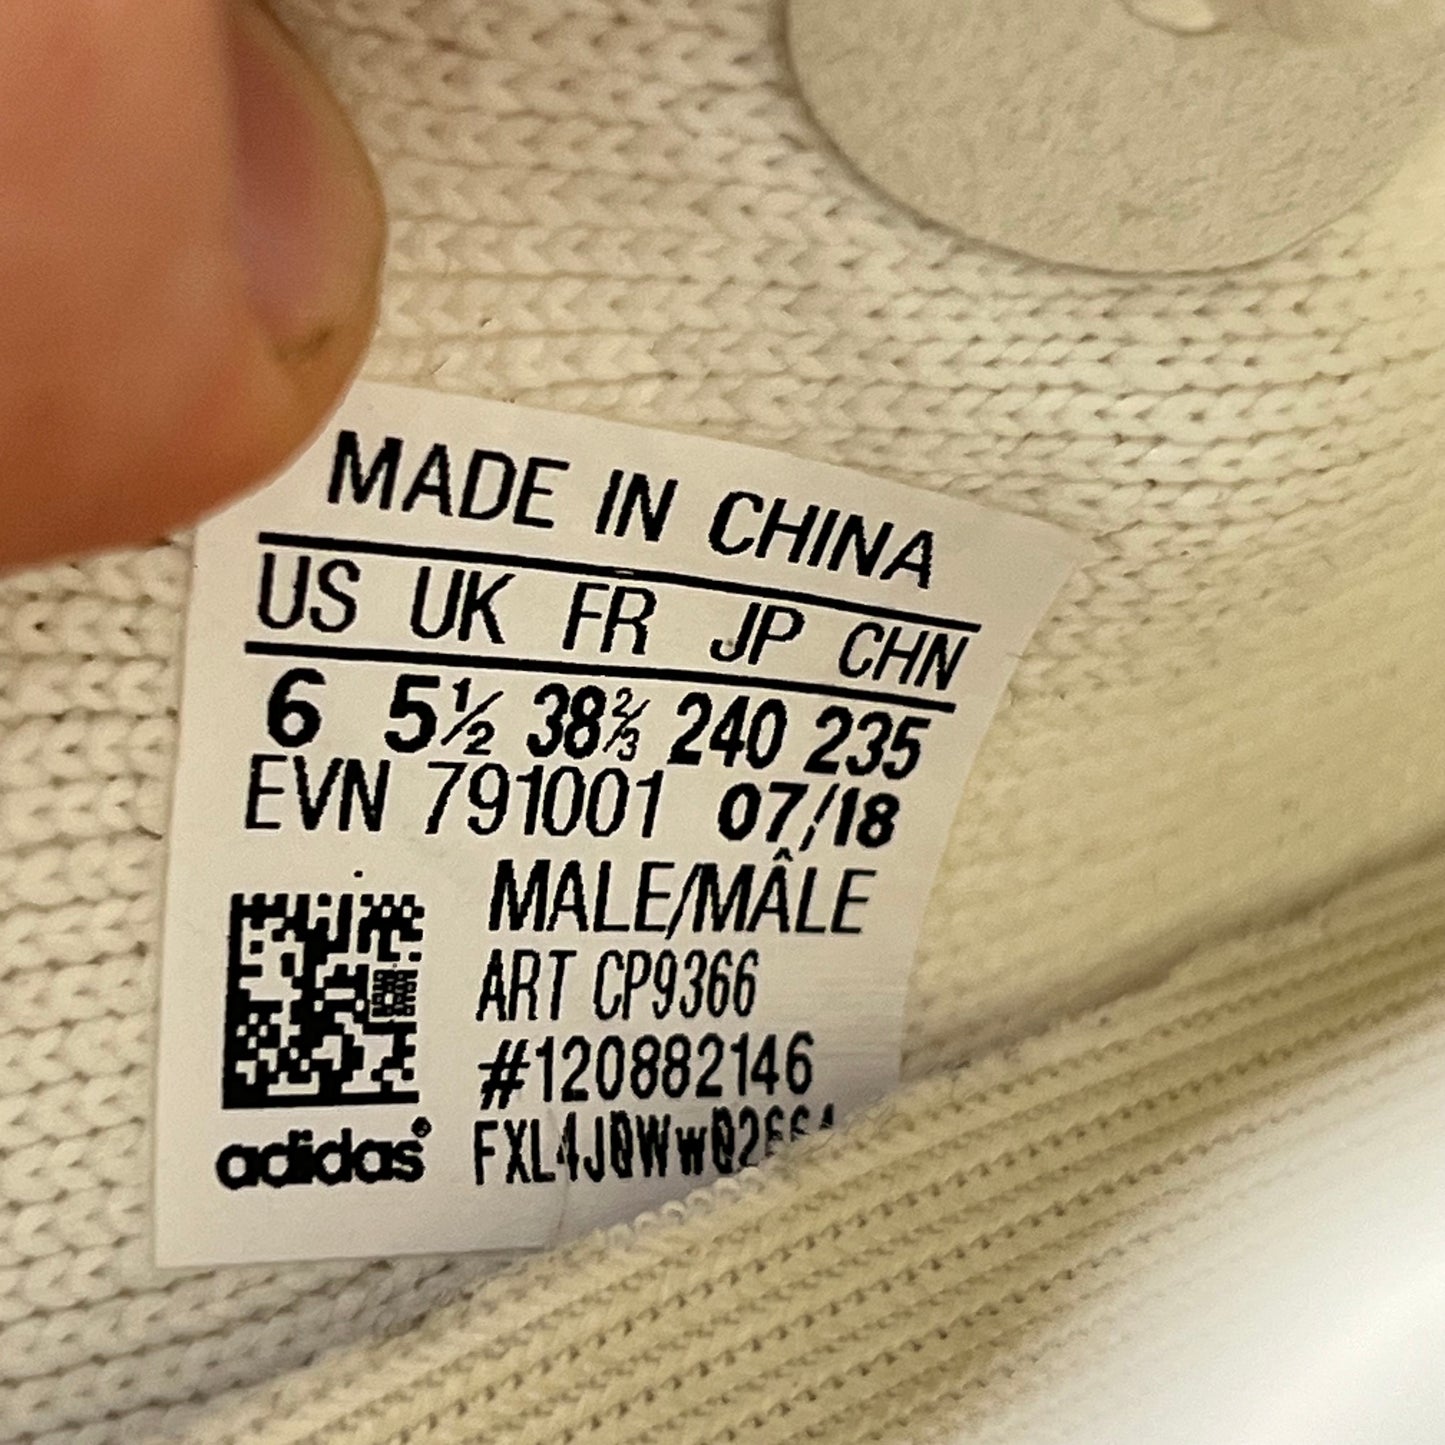 MADE IN CHINA
US UK FR JP CHN
6 5½ 38⅔ 240 235
EVN 791001 07/18
MALE/MÂLE
ART CP9366
#120882146
adidas®